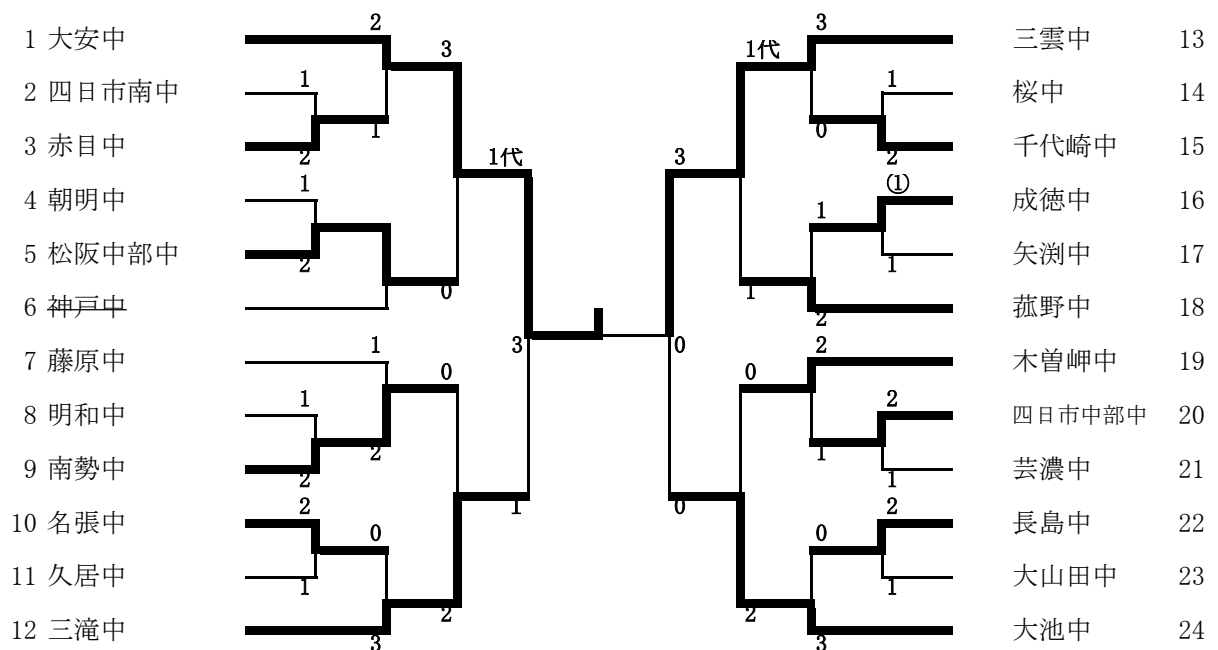 2 3
1 大安中 三雲中 13
3 1代
1 1
2 四日市南中 桜中 14
1 0
3 赤目中 千代崎中 15
2 2
1代 3
1 ①
4 朝明中 成徳中 16
1
5 松阪中部中 矢渕中 17
2 1
0 1
6 神戸中 菰野中 18
2
3 0
1 2
7 藤原中 木曽岬中 19
0 0
1 2
8 明和中 四日市中部中 20
2 1
9 南勢中 芸濃中 21
2 1
2 2
1 0
10 名張中 長島中 22
0 0
11 久居中 大山田中 23
1 1
2 2
12 三滝中 大池中 24
3 3